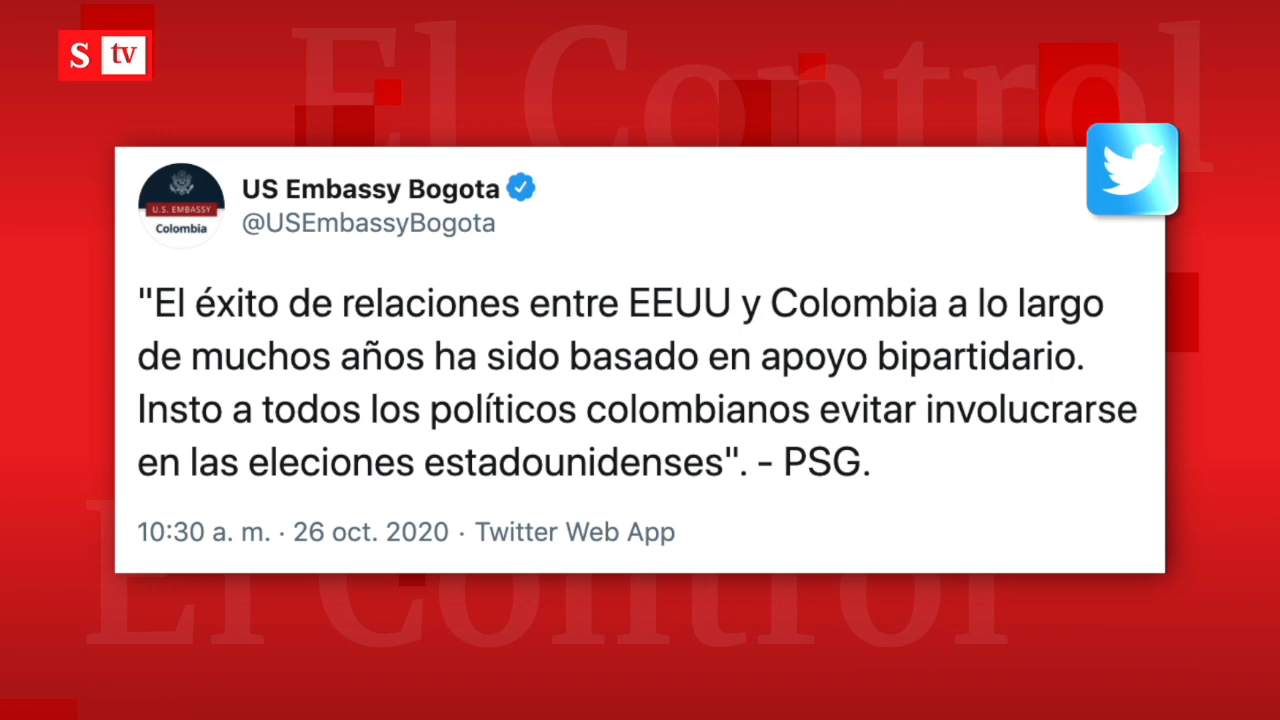 El Control
S tv
US Embassy Bogota
@USEmbassyBogota
U.S. EMBASSY
Colombia
"El éxito de relaciones entre EEUU y Colombia a lo largo
de muchos años ha sido basado en apoyo bipartidario.
Insto a todos los políticos colombianos evitar involucrarse
en las eleciones estadounidenses". - PSG.
10:30 a. m. · 26 oct. 2020 · Twitter Web App
El Control